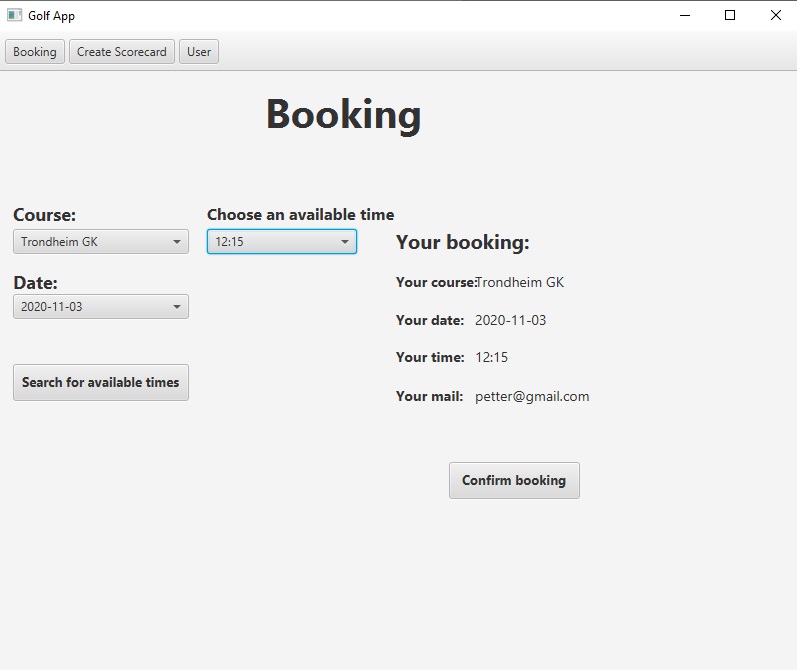 Golf App
Booking Create Scorecard User
Booking
Course:
Trondheim GK
Date:
2020-11-03
Search for available times
Choose an available time
12:15
Your booking:
Your course:Trondheim GK
Your date: 2020-11-03
Your time: 12:15
Your mail: petter@gmail.com
Confirm booking